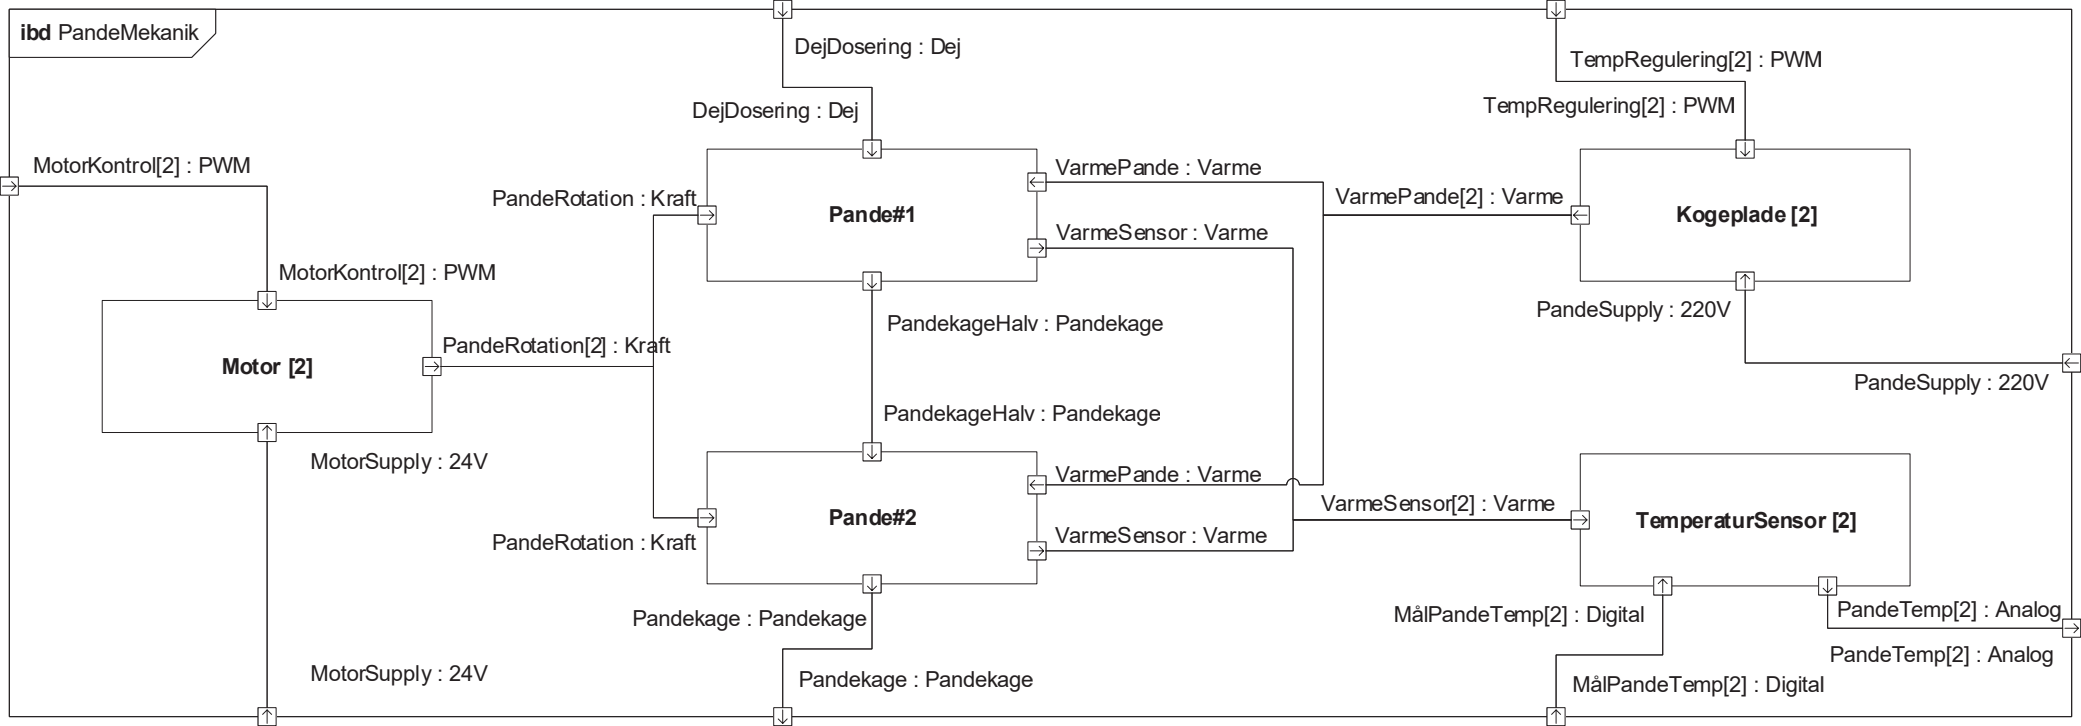 ibd PandeMekanik
DejDosering : Dej
TempRegulering[2] : PWM
DejDosering : Dej
TempRegulering[2] : PWM
MotorKontrol[2] : PWM
VarmePande : Varme
PandeRotation : Kraft
VarmePande[2] : Varme
Pande#1
Kogeplade [2]
VarmeSensor : Varme
MotorKontrol[2] : PWM
PandeSupply : 220V
PandekageHalv : Pandekage
PandeRotation[2] : Kraft
Motor [2]
PandeSupply : 220V
PandekageHalv : Pandekage
MotorSupply : 24V
VarmePande : Varme
VarmeSensor[2] : Varme
Pande#2
TemperaturSensor [2]
VarmeSensor : Varme
PandeRotation : Kraft
PandeTemp[2] : Analog
MålPandeTemp[2] : Digital
Pandekage : Pandekage
PandeTemp[2] : Analog
MotorSupply : 24V
Pandekage : Pandekage
MålPandeTemp[2] : Digital